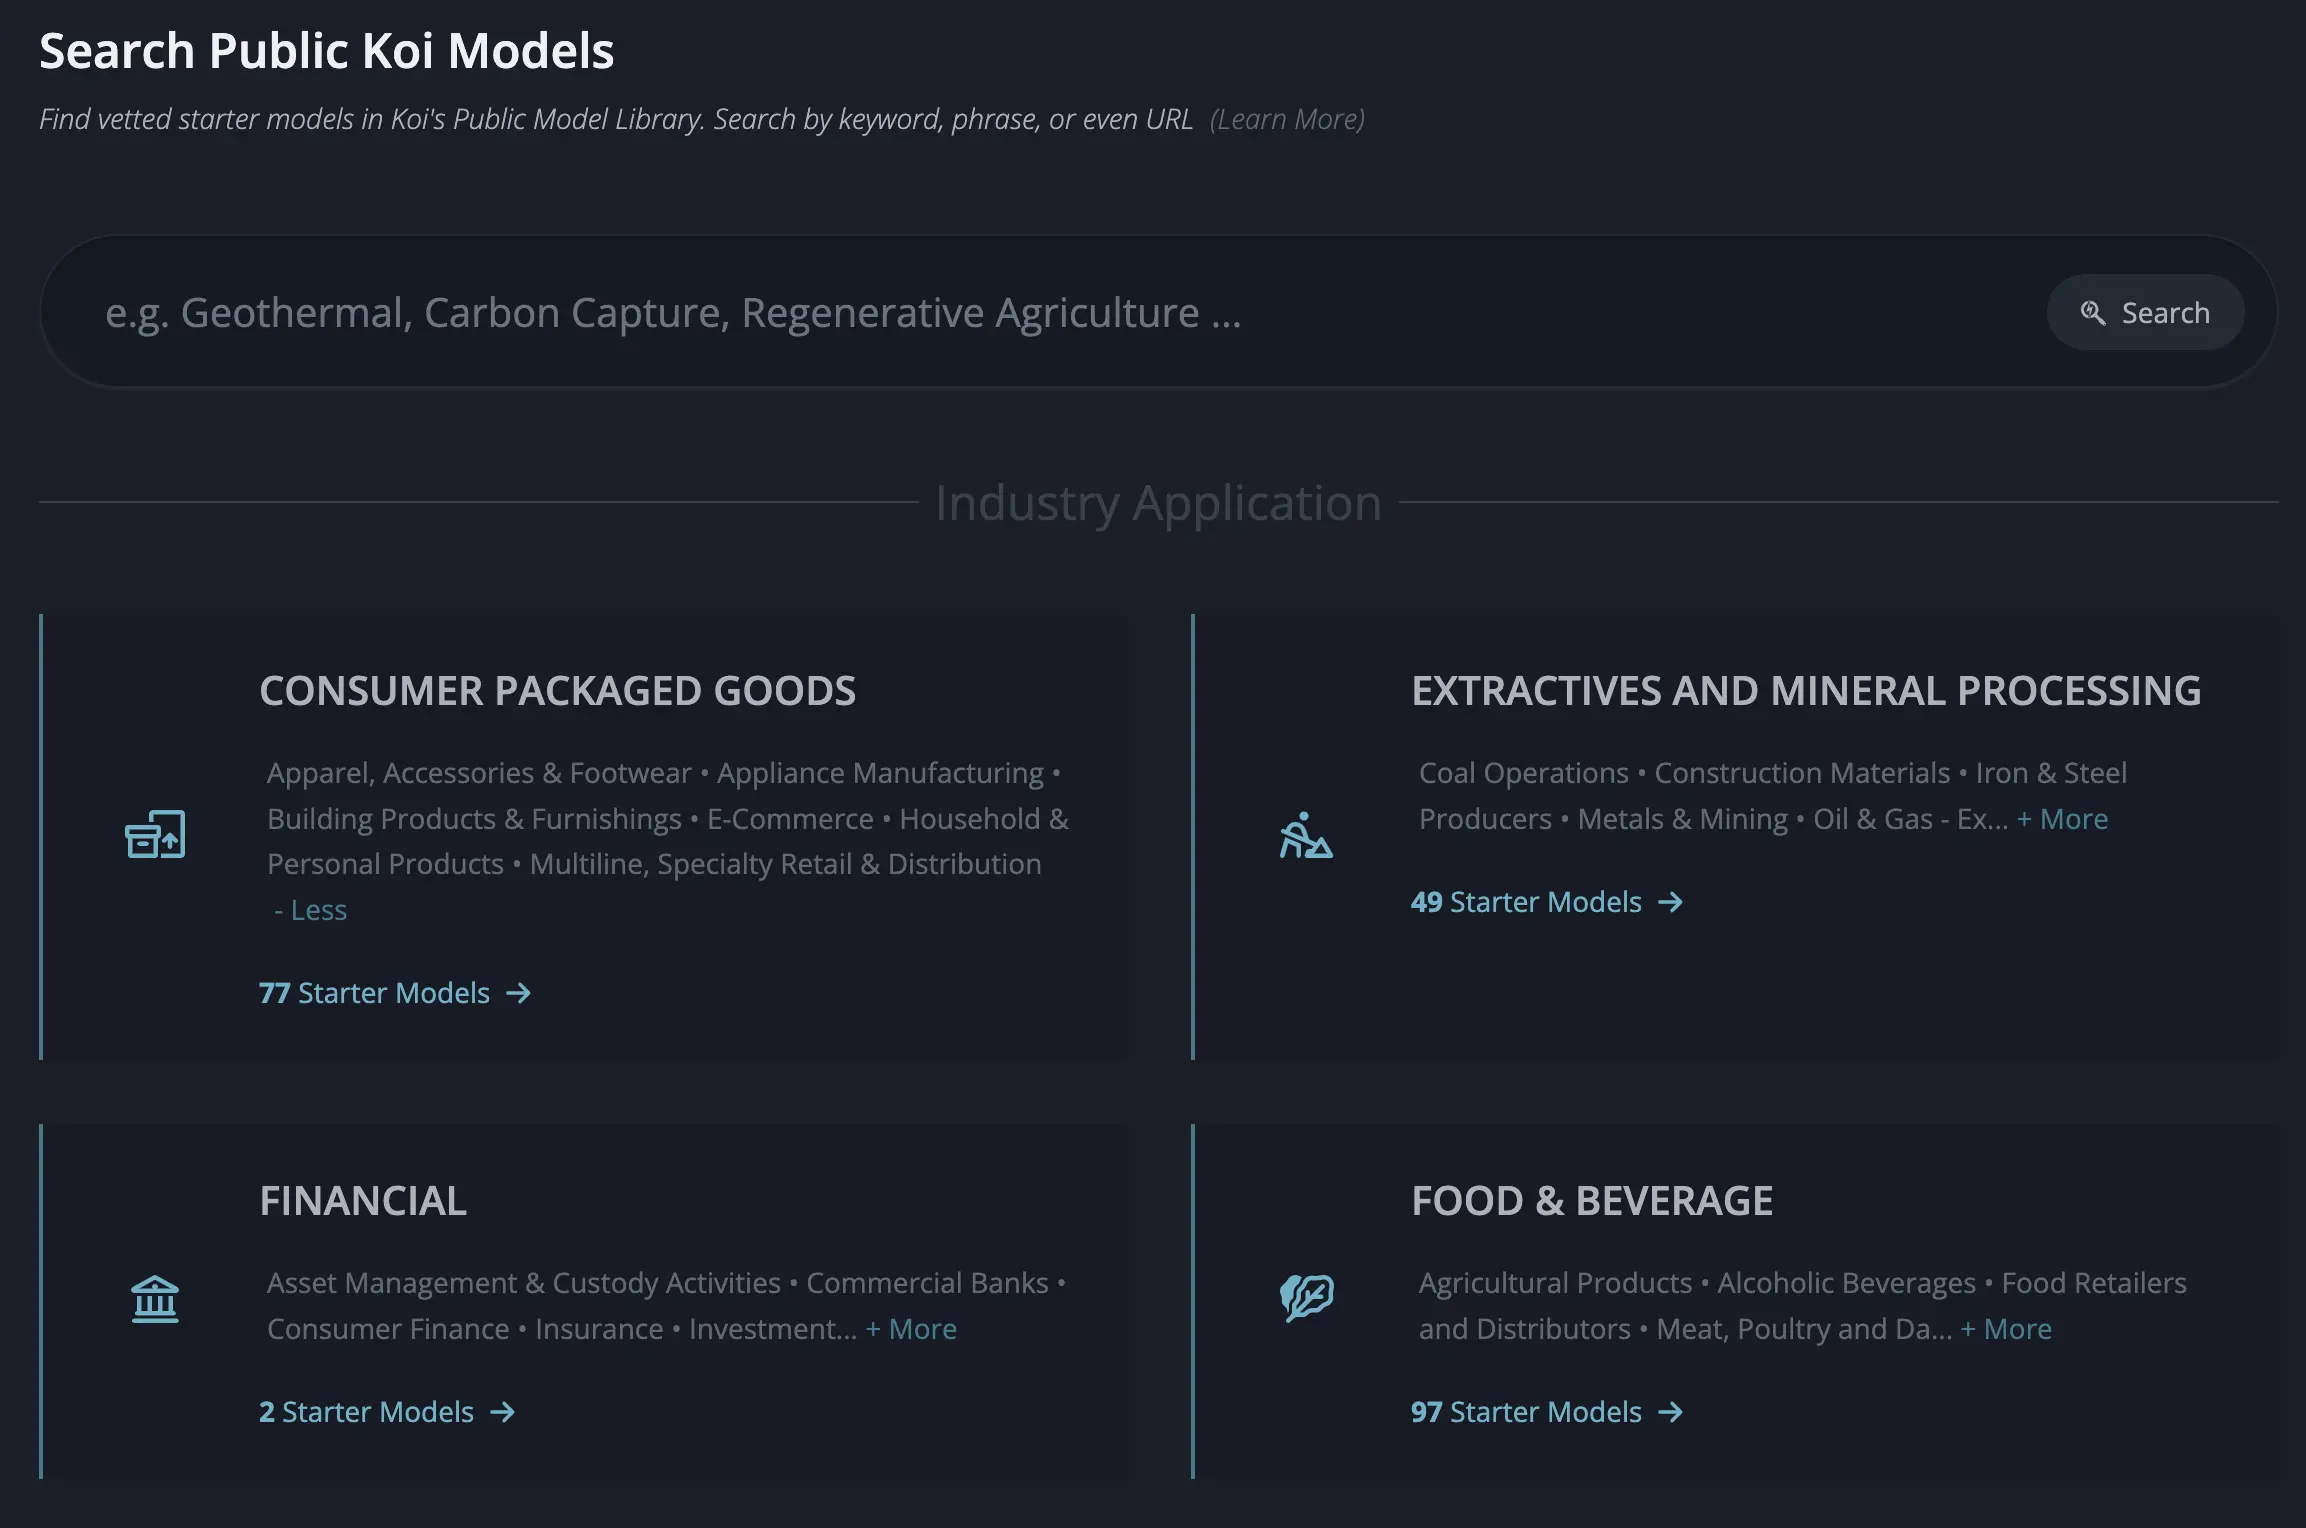 Search Public Koi Models
Find vetted starter models in Koi's Public Model Library. Search by keyword, phrase, or even URL (Learn More)
e.g. Geothermal, Carbon Capture, Regenerative Agriculture ...
Search
Industry Application
CONSUMER PACKAGED GOODS
Apparel, Accessories & Footwear • Appliance Manufacturing •
Building Products & Furnishings • E-Commerce • Household &
Personal Products • Multiline, Specialty Retail & Distribution
- Less
77 Starter Models →
EXTRACTIVES AND MINERAL PROCESSING
Coal Operations • Construction Materials • Iron & Steel
Producers • Metals & Mining • Oil & Gas - Ex... + More
49 Starter Models →
FINANCIAL
Asset Management & Custody Activities • Commercial Banks •
Consumer Finance • Insurance • Investment... + More
2 Starter Models →
FOOD & BEVERAGE
Agricultural Products • Alcoholic Beverages • Food Retailers
and Distributors • Meat, Poultry and Da... + More
97 Starter Models →